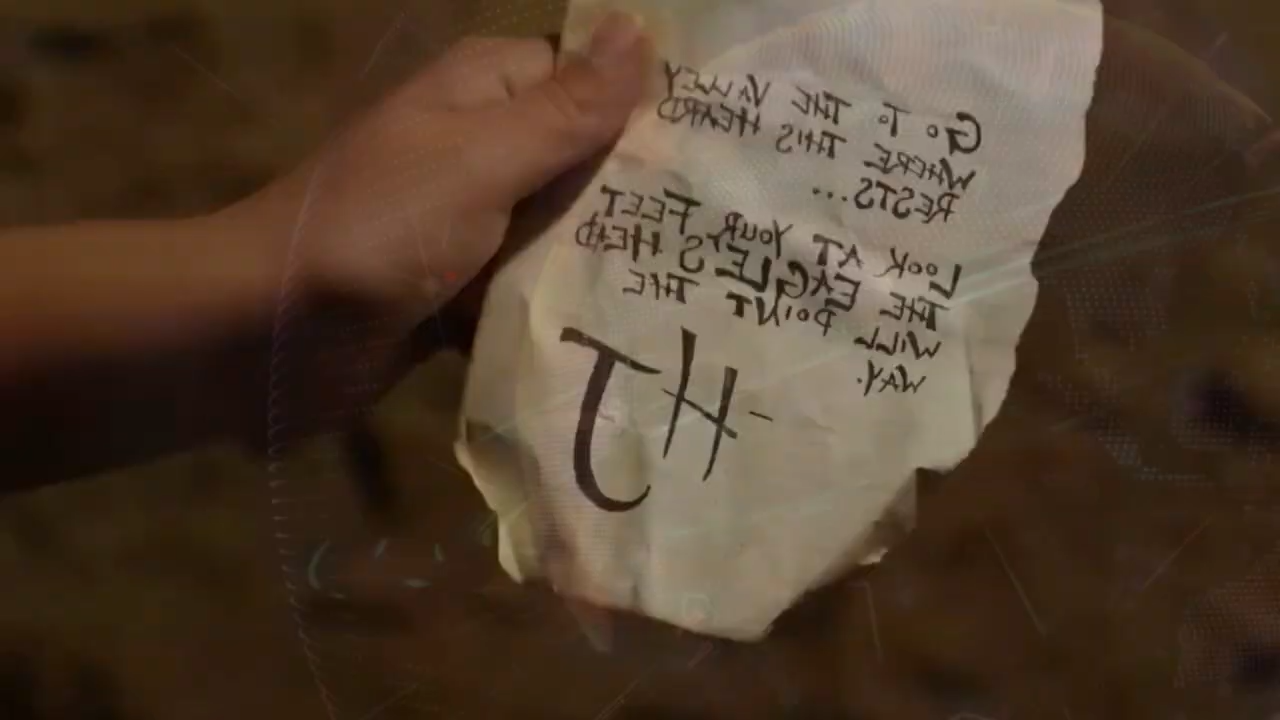 GO TO THE VALLEY
WHERE THIS HEARD
RESTS...
LOOK AT YOUR FEET
THE EAGLE'S HEAD
WILL POINT THE
WAY.
-HJ